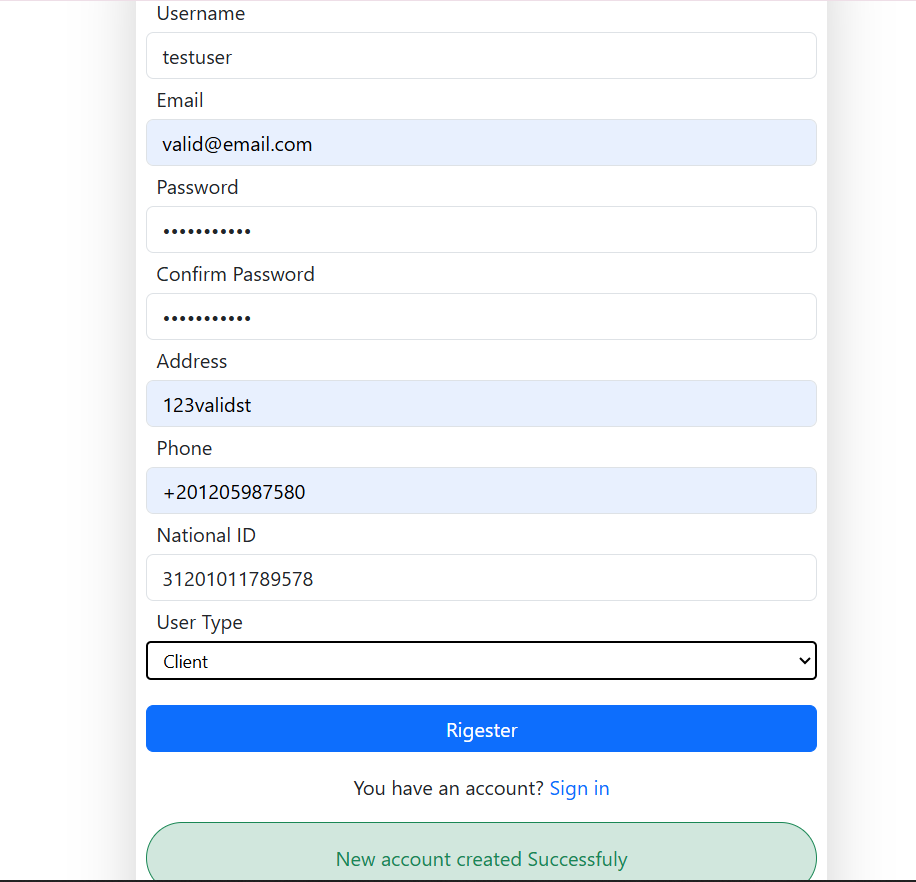 Username
testuser
Email
valid@email.com
Password
•••••••••••
Confirm Password
•••••••••••
Address
123validst
Phone
+201205987580
National ID
31201011789578
User Type
Client
Rigester
You have an account? Sign in
New account created Successfuly